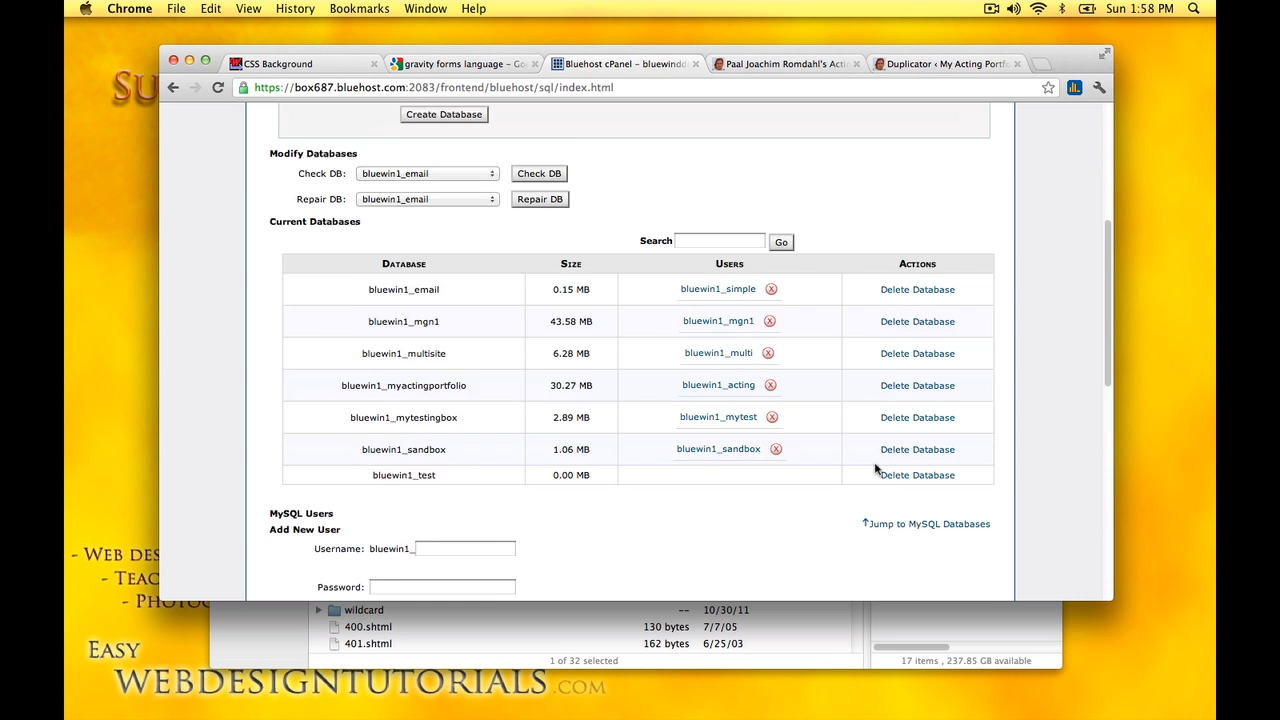 Chrome File Edit View History Bookmarks Window Help Sun 1:58 PM
CSS Background gravity forms language – Go Bluehost cPanel – bluewindd Paal Joachim Romdahl's Acti Duplicator ‹ My Acting Portf
https://box687.bluehost.com:2083/frontend/bluehost/sql/index.html
Create Database
Modify Databases
Check DB: bluewin1_email Check DB
Repair DB: bluewin1_email Repair DB
Current Databases
Search Go
DATABASE SIZE USERS ACTIONS
bluewin1_email 0.15 MB bluewin1_simple Delete Database
bluewin1_mgn1 43.58 MB bluewin1_mgn1 Delete Database
bluewin1_multisite 6.28 MB bluewin1_multi Delete Database
bluewin1_myactingportfolio 30.27 MB bluewin1_acting Delete Database
bluewin1_mytestingbox 2.89 MB bluewin1_mytest Delete Database
bluewin1_sandbox 1.06 MB bluewin1_sandbox Delete Database
bluewin1_test 0.00 MB Delete Database
MySQL Users
Jump to MySQL Databases
Add New User
Username: bluewin1_
Password:
wildcard -- 10/30/11
400.shtml 130 bytes 7/7/05
401.shtml 162 bytes 6/25/03
1 of 32 selected 17 items , 237.85 GB available
SU
- WEB DES
- TEAC
- PHOTOG
EASY
WEBDESIGNTUTORIALS.COM